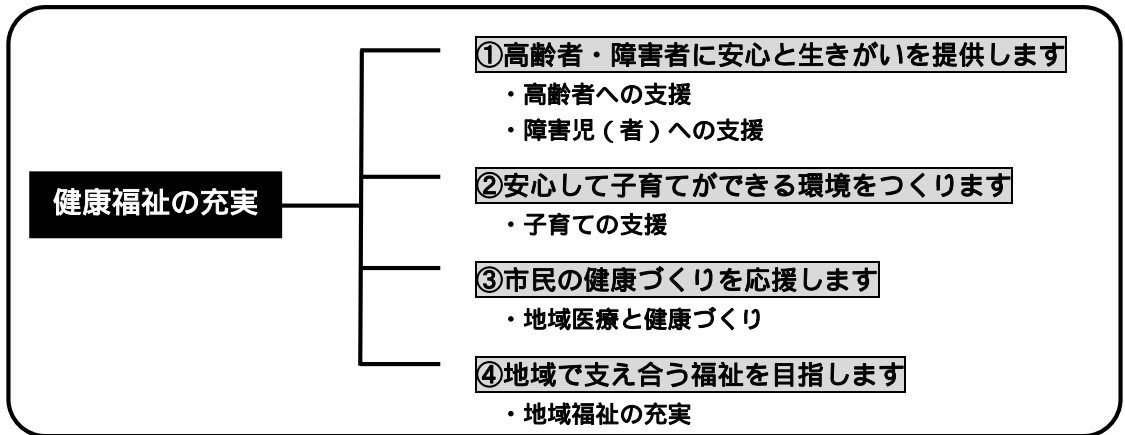 健康福祉の充実
①高齢者・障害者に安心と生きがいを提供します
・高齢者への支援
・障害児（者）への支援
②安心して子育てができる環境をつくります
・子育ての支援
③市民の健康づくりを応援します
・地域医療と健康づくり
④地域で支え合う福祉を目指します
・地域福祉の充実